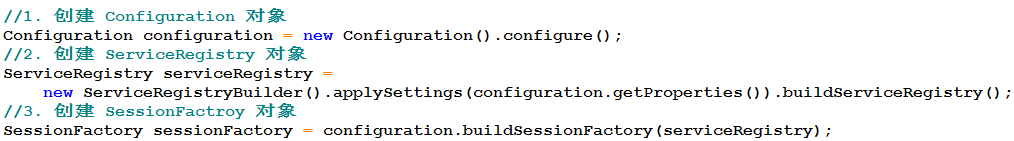 //1. 创建 Configuration 对象
Configuration configuration = new Configuration().configure();
//2. 创建 ServiceRegistry 对象
ServiceRegistry serviceRegistry =
    new ServiceRegistryBuilder().applySettings(configuration.getProperties()).buildServiceRegistry();
//3. 创建 SessionFactroy 对象
SessionFactory sessionFactory = configuration.buildSessionFactory(serviceRegistry);